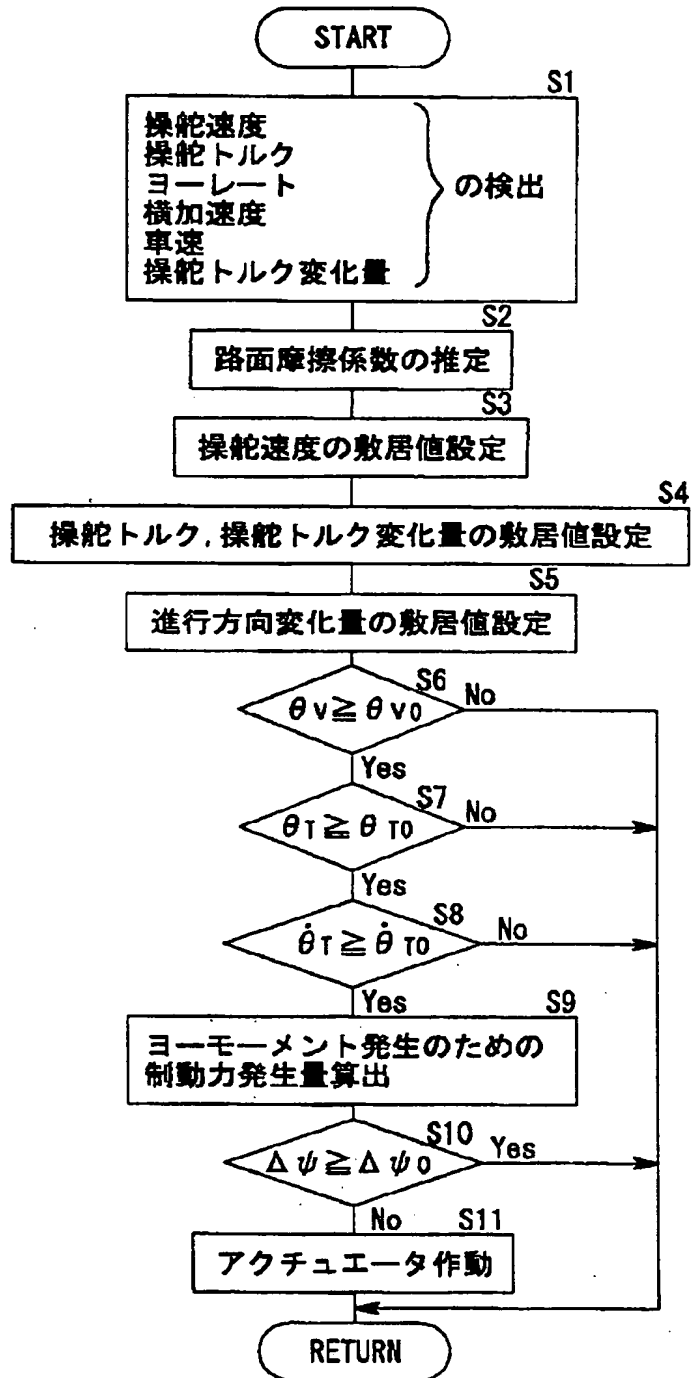 START
S1
操舵速度
操舵トルク
ヨーレート
横加速度
車速
操舵トルク変化量
の検出
S2
路面摩擦係数の推定
S3
操舵速度の敷居値設定
S4
操舵トルク,操舵トルク変化量の敷居値設定
S5
進行方向変化量の敷居値設定
S6
θV≧θV0
No
Yes
S7
θT≧θT0
No
Yes
S8
θ̇T≧θ̇T0
No
Yes
S9
ヨーモーメント発生のための
制動力発生量算出
S10
Δψ≧Δψ0
Yes
No
S11
アクチュエータ作動
RETURN